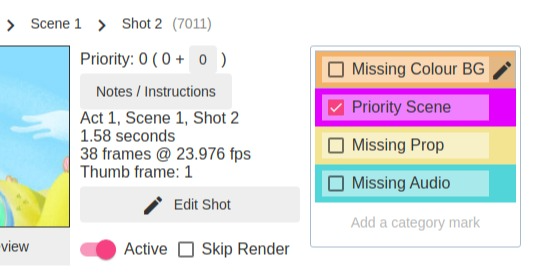 Scene 1 Shot 2 (7011)
Priority: 0 ( 0 + 0 )
Notes / Instructions
Act 1, Scene 1, Shot 2
1.58 seconds
38 frames @ 23.976 fps
Thumb frame: 1
Edit Shot
view
Active Skip Render
Missing Colour BG
Priority Scene
Missing Prop
Missing Audio
Add a category mark